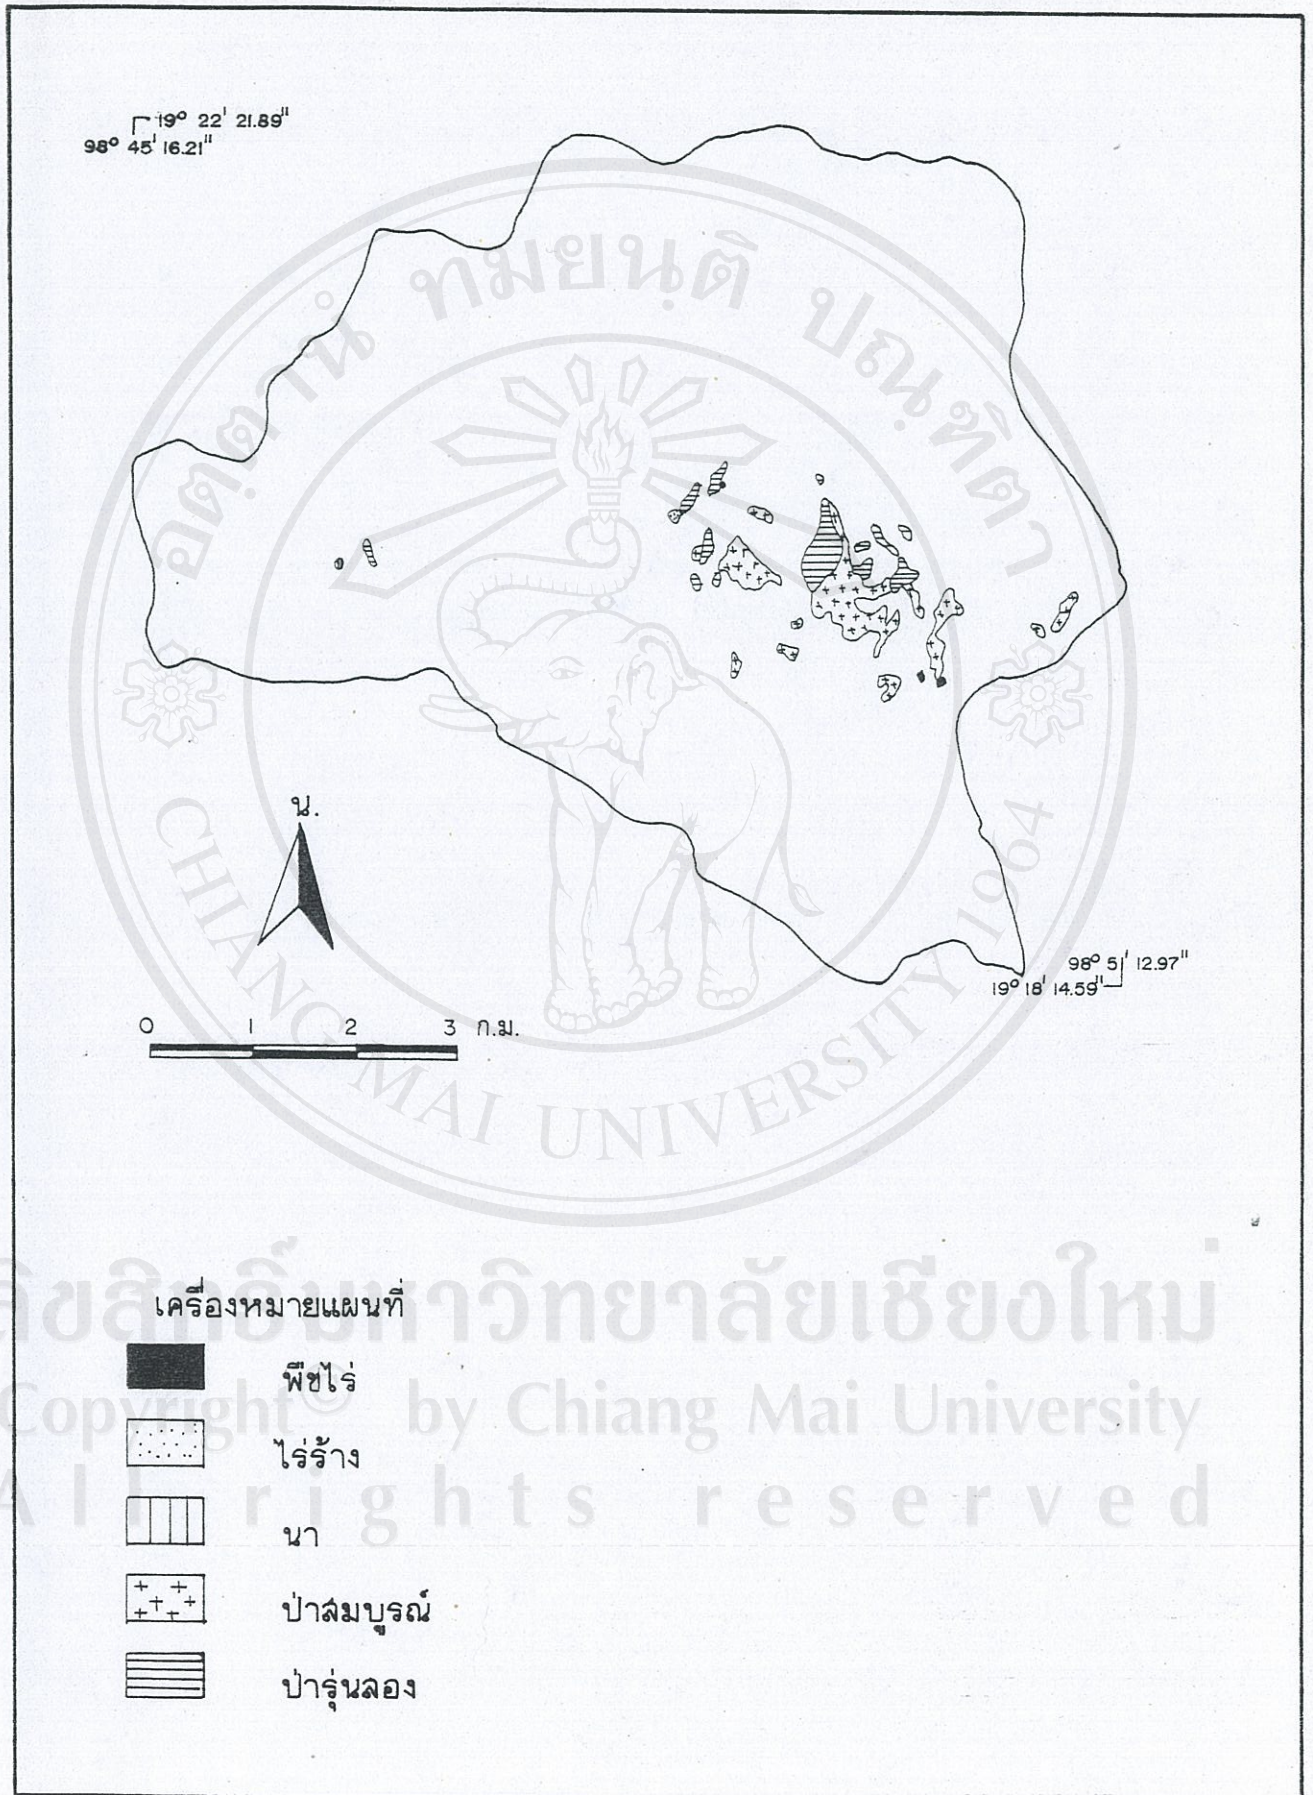 19° 22' 21.89"
98° 45' 16.21"
อตฺตานํ ทมยนฺติ ปณฺฑิตา
น.
98° 51' 12.97"
19° 18' 14.59"
0 1 2 3 ก.ม.
CHIANG MAI UNIVERSITY 1964
เครื่องหมายแผนที่
ลิขสิทธิ์มหาวิทยาลัยเชียงใหม่
พืชไร่
Copyright© by Chiang Mai University
ไร่ร้าง
All rights reserved
นา
ป่าสมบูรณ์
ป่ารุ่นลอง